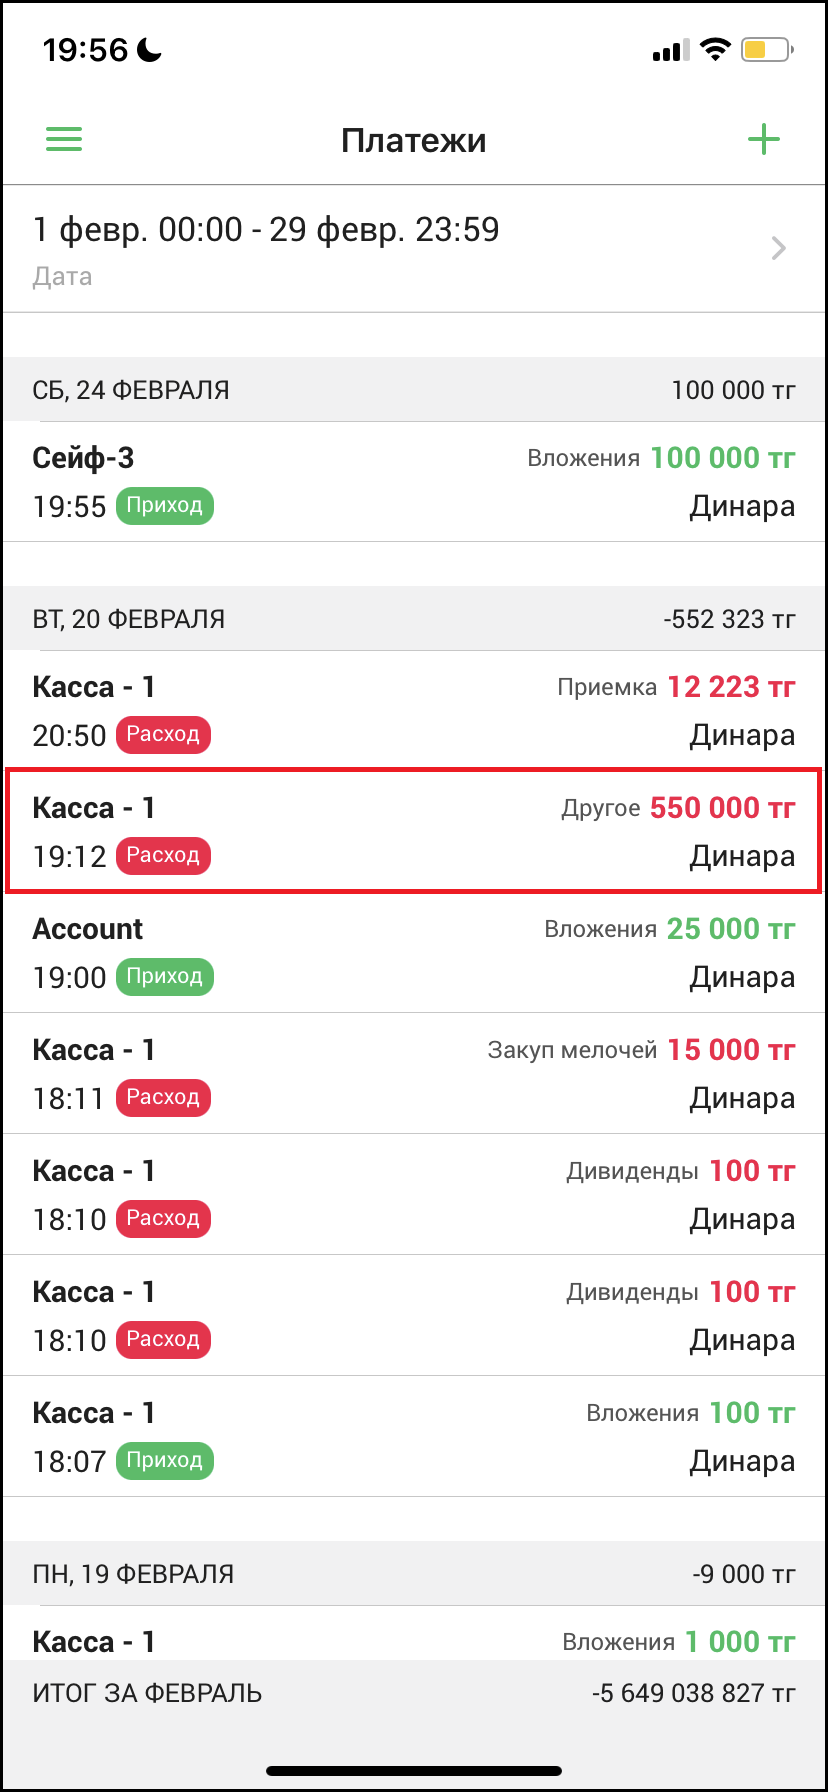 19:56
Платежи
1 февр. 00:00 - 29 февр. 23:59
Дата
СБ, 24 ФЕВРАЛЯ 100 000 тг
Сейф-3 Вложения 100 000 тг
19:55 Приход Динара
ВТ, 20 ФЕВРАЛЯ -552 323 тг
Касса - 1 Приемка 12 223 тг
20:50 Расход Динара
Касса - 1 Другое 550 000 тг
19:12 Расход Динара
Account Вложения 25 000 тг
19:00 Приход Динара
Касса - 1 Закуп мелочей 15 000 тг
18:11 Расход Динара
Касса - 1 Дивиденды 100 тг
18:10 Расход Динара
Касса - 1 Дивиденды 100 тг
18:10 Расход Динара
Касса - 1 Вложения 100 тг
18:07 Приход Динара
ПН, 19 ФЕВРАЛЯ -9 000 тг
Касса - 1 Вложения 1 000 тг
ИТОГ ЗА ФЕВРАЛЬ -5 649 038 827 тг